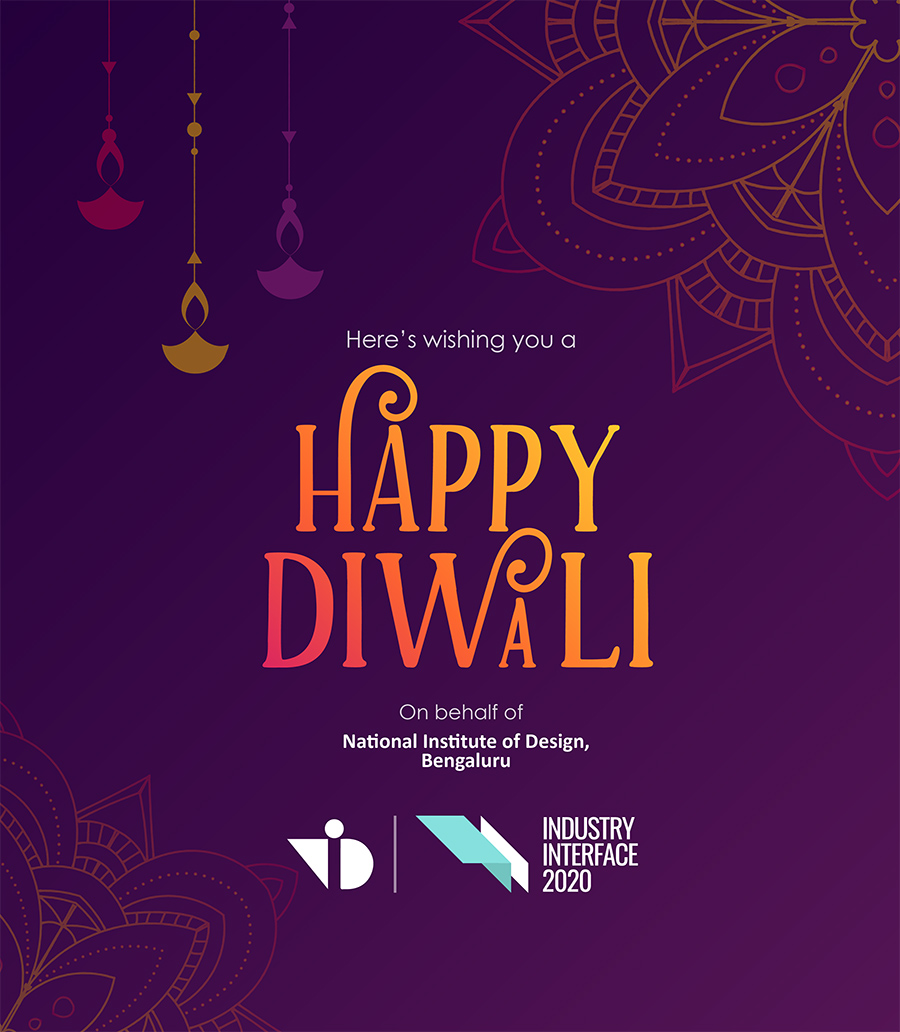 Here’s wishing you a
HAPPY
DIWALI
On behalf of
National Institute of Design,
Bengaluru
INDUSTRY
INTERFACE
2020